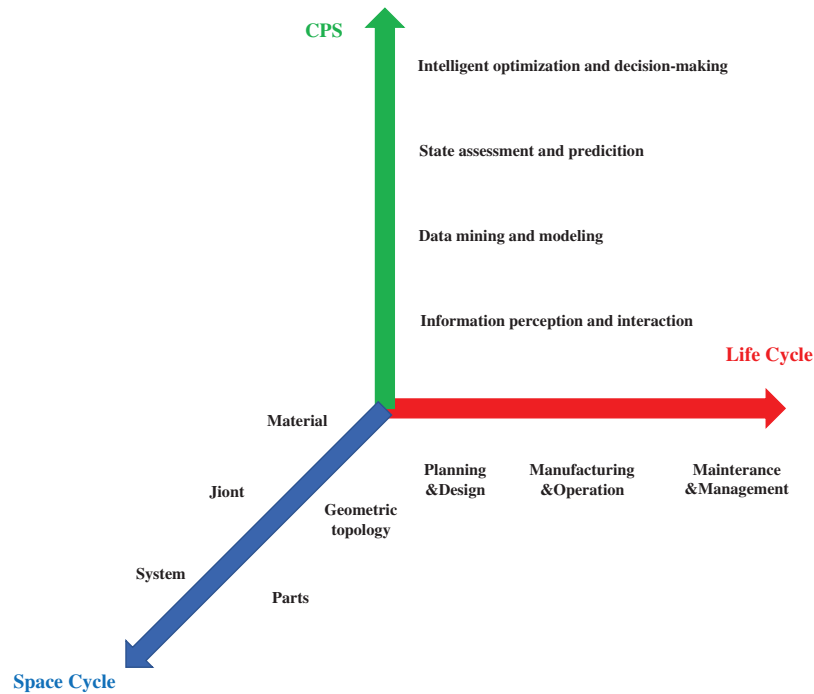 CPS
Intelligent optimization and decision-making
State assessment and predicition
Data mining and modeling
Information perception and interaction
Life Cycle
Material
Planning
&Design
Manufacturing
&Operation
Mainterance
&Management
Jiont
Geometric
topology
System
Parts
Space Cycle